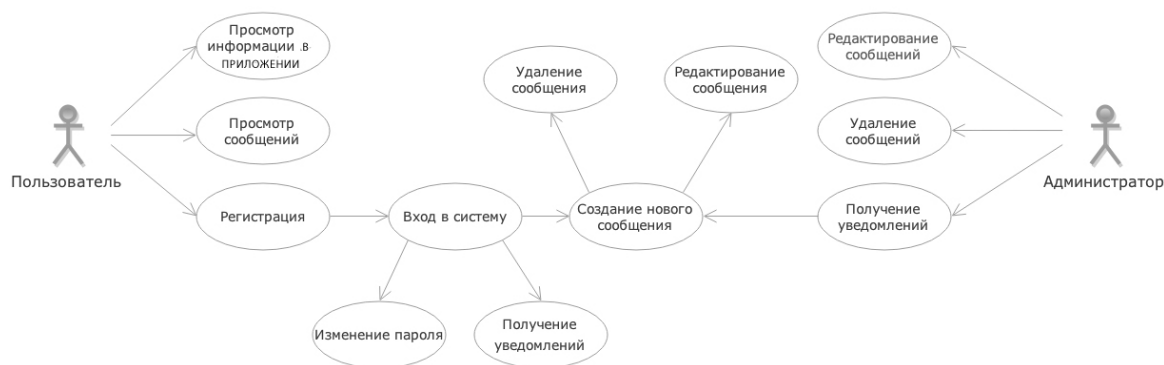 Просмотр
информации .в
ПРИЛОЖЕНИИ
Просмотр
сообщений
Пользователь
Регистрация
Вход в систему
Изменение пароля
Получение
уведомлений
Удаление
сообщения
Редактирование
сообщения
Создание нового
сообщения
Редактирование
сообщений
Удаление
сообщений
Получение
уведомлений
Администратор